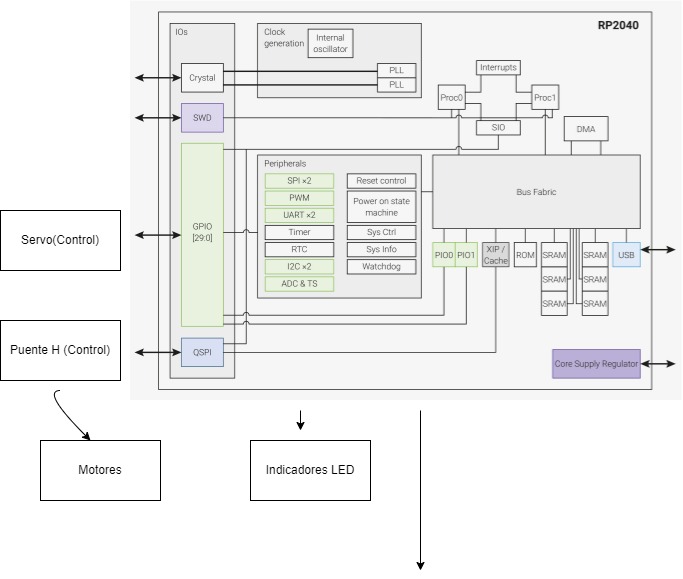 RP2040
IOs
Clock
generation
Internal
oscillator
Crystal
PLL
PLL
Interrupts
Proc0
Proc1
SWD
SIO
DMA
GPIO
[29:0]
Peripherals
SPI ×2
PWM
UART ×2
Timer
RTC
I2C ×2
ADC & TS
Reset control
Power on state
machine
Sys Ctrl
Sys Info
Watchdog
Bus Fabric
PIO0
PIO1
XIP /
Cache
ROM
SRAM
SRAM
SRAM
SRAM
SRAM
SRAM
USB
QSPI
Core Supply Regulator
Servo(Control)
Puente H (Control)
Motores
Indicadores LED